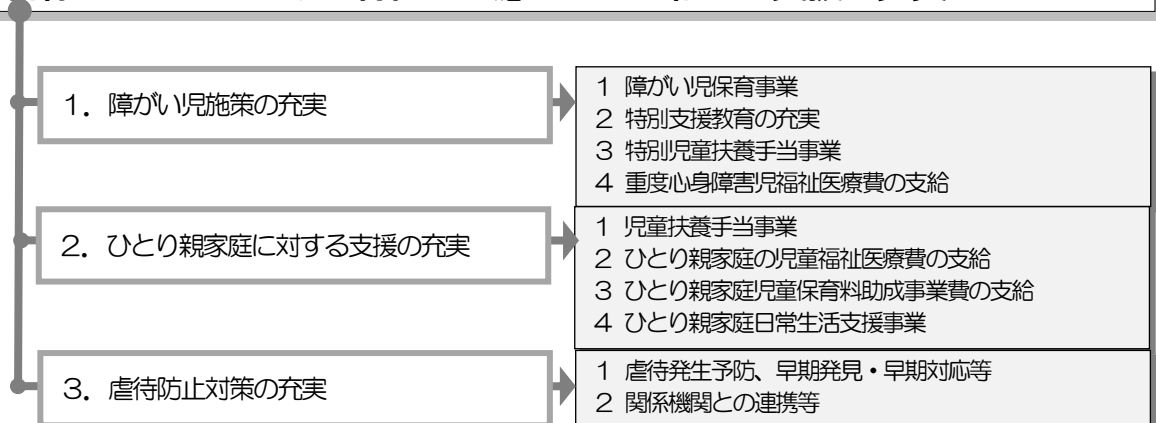 1．障がい児施策の充実
1 障がい児保育事業
2 特別支援教育の充実
3 特別児童扶養手当事業
4 重度心身障害児福祉医療費の支給
2．ひとり親家庭に対する支援の充実
1 児童扶養手当事業
2 ひとり親家庭の児童福祉医療費の支給
3 ひとり親家庭児童保育料助成事業費の支給
4 ひとり親家庭日常生活支援事業
3．虐待防止対策の充実
1 虐待発生予防、早期発見・早期対応等
2 関係機関との連携等